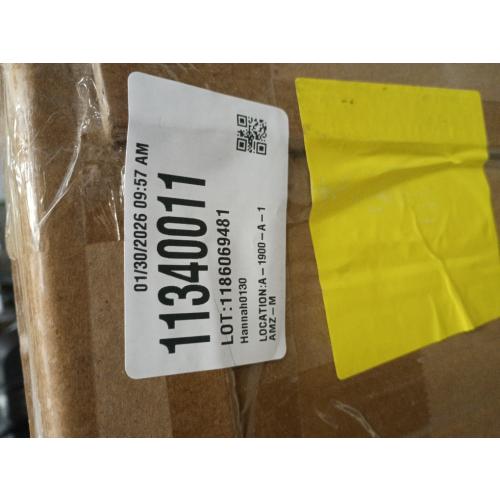 01/30/2026 09:57 AM
11340011
LOT:1186069481
Hannah0130
LOCATION:A-1900-A-1
AMZ-M